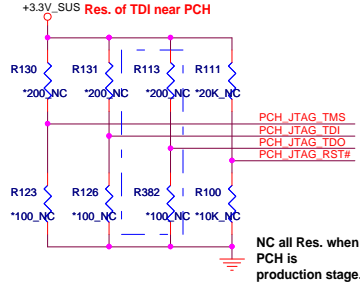 +3.3V_SUS Res. of TDI near PCH
R130 R131 R113 R111
*200_NC *200_NC *200_NC *20K_NC
PCH_JTAG_TMS
PCH_JTAG_TDI
PCH_JTAG_TDO
PCH_JTAG_RST#
R123 R126 R382 R100
*100_NC *100_NC *100_NC *10K_NC
NC all Res. when
PCH is
production stage.